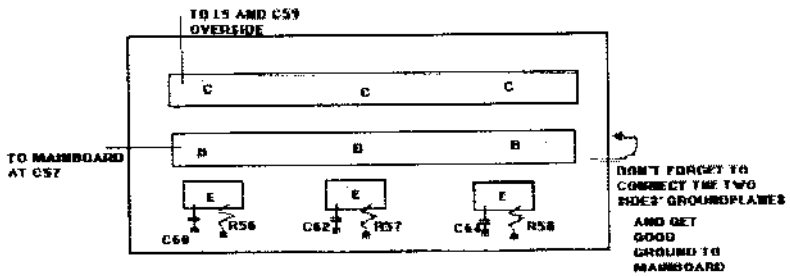 TO L5 AND C59
OVERSIDE
C C C
TO MAINBOARD
AT C57
B B B
E E E
C60 R56 C62 R57 C64 R58
DON'T FORGET TO
CONNECT THE TWO
SIDES' GROUNDPLANES
AND GET
GOOD
GROUND TO
MAINBOARD